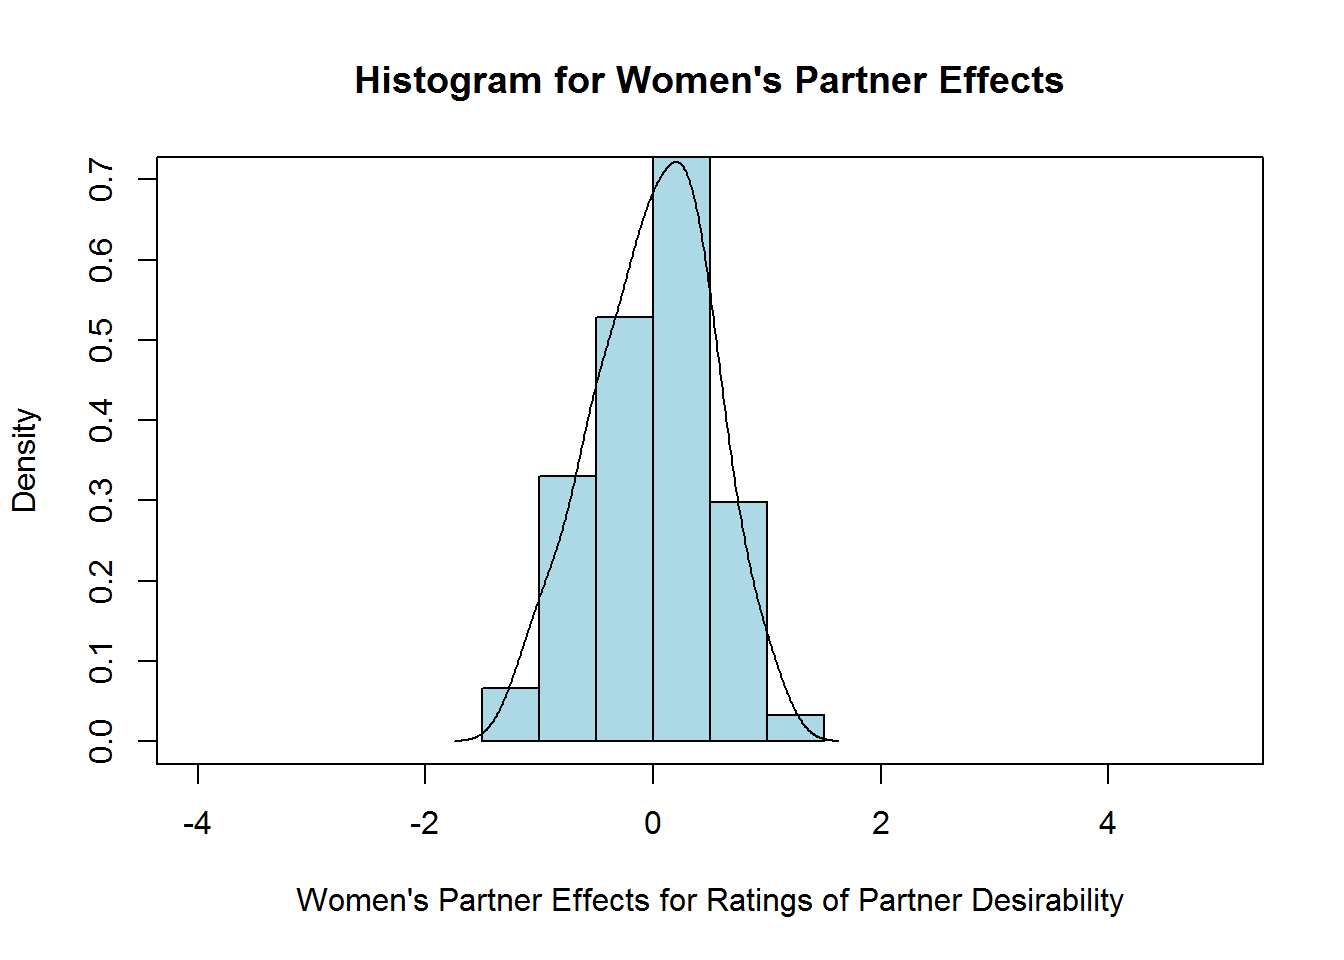 Histogram for Women's Partner Effects
Density
0.7
0.6
0.5
0.4
0.3
0.2
0.1
0.0
-4 -2 0 2 4
Women's Partner Effects for Ratings of Partner Desirability